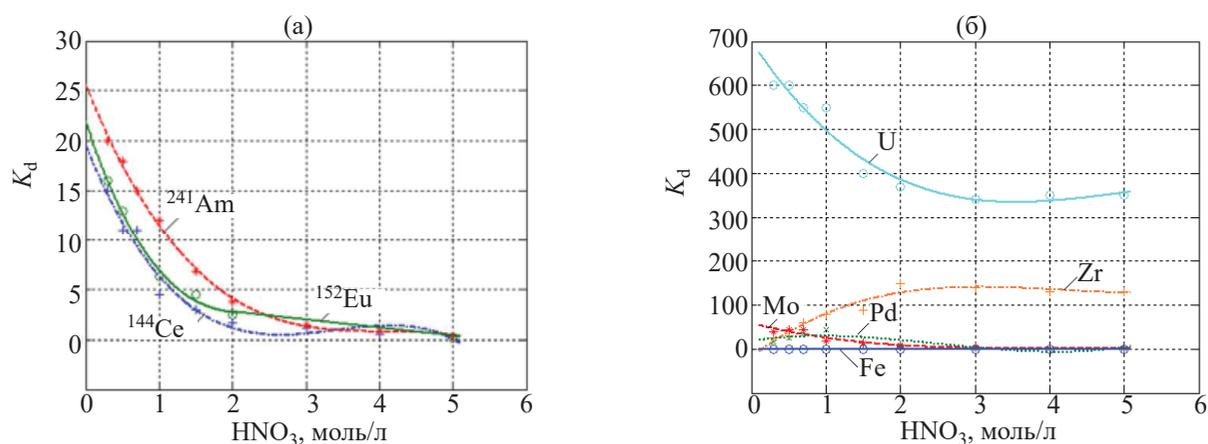 (а)
30
25
20
15
10
5
0
K_d
²⁴¹Am
¹⁵²Eu
¹⁴⁴Ce
0 1 2 3 4 5 6
HNO₃, моль/л
(б)
700
600
500
400
300
200
100
0
K_d
U
Zr
Mo
Pd
Fe
0 1 2 3 4 5 6
HNO₃, моль/л